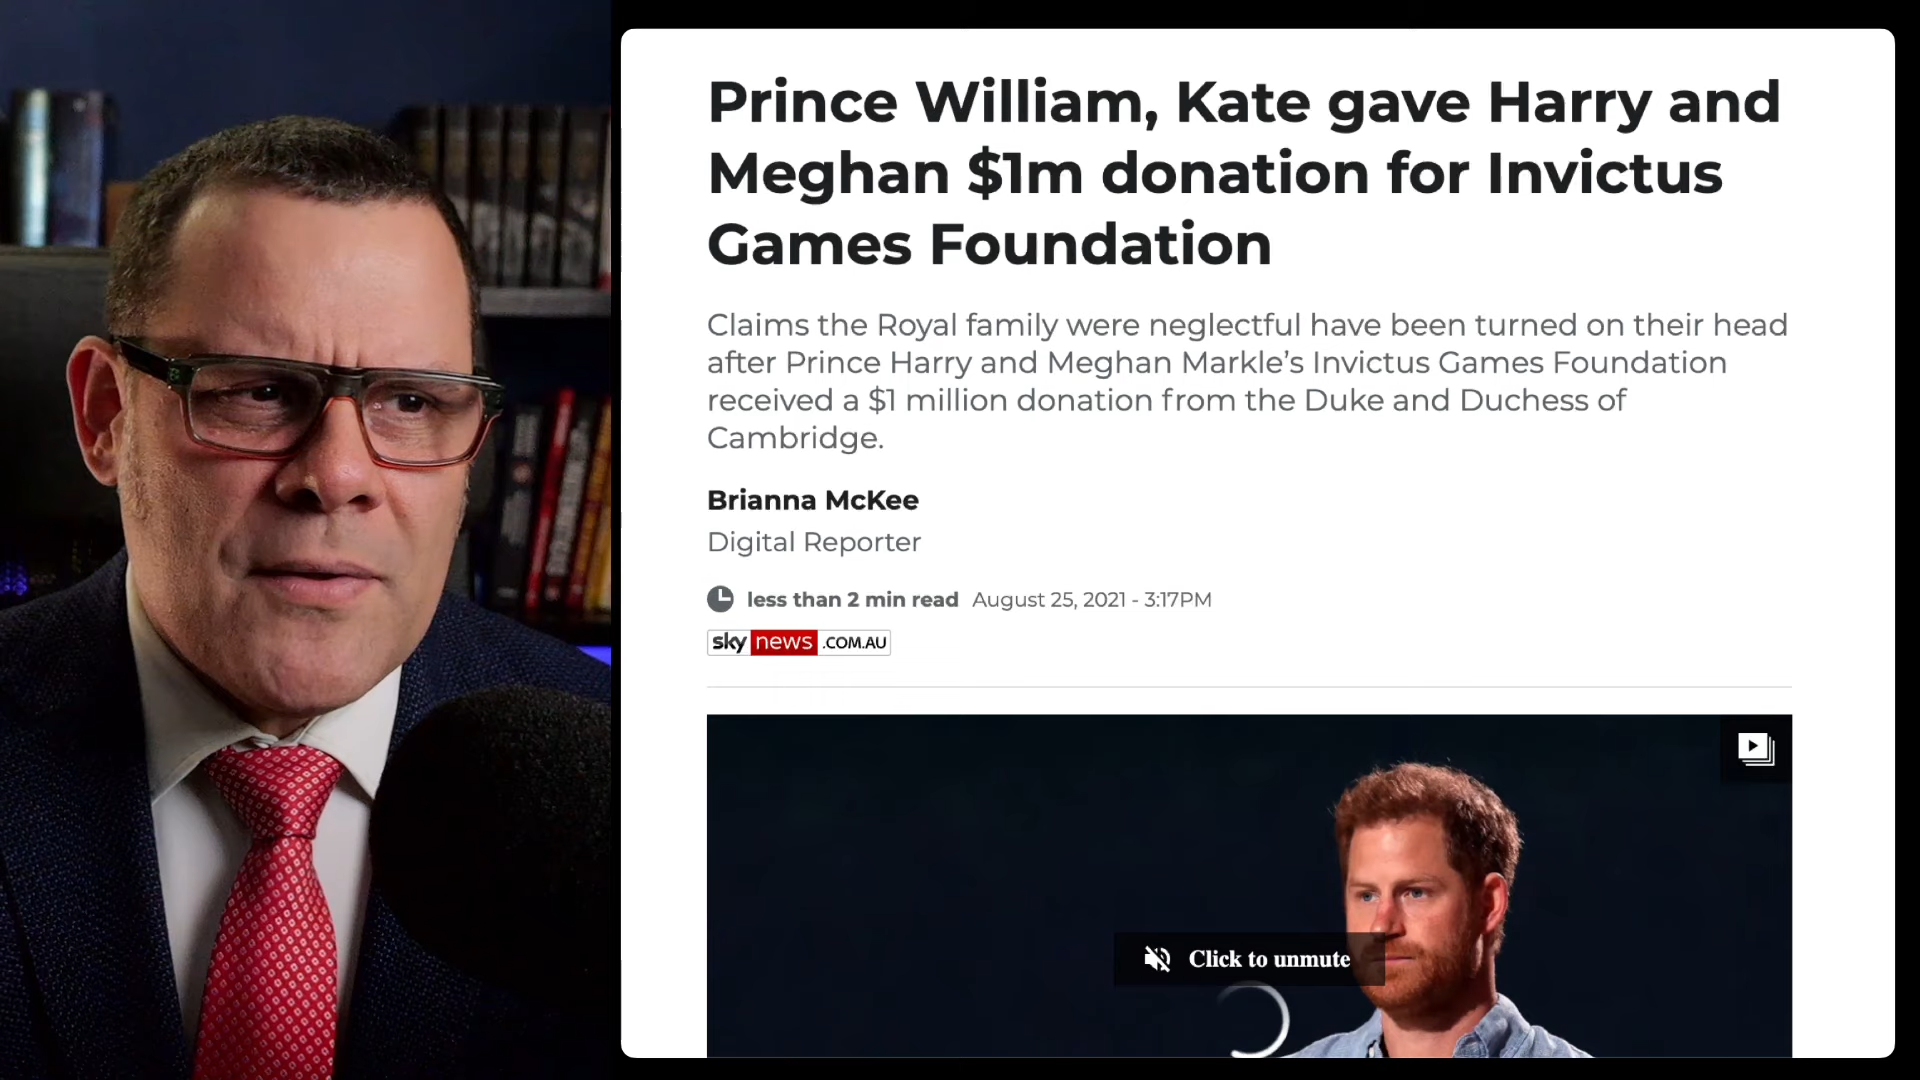 Prince William, Kate gave Harry and
Meghan $1m donation for Invictus
Games Foundation
Claims the Royal family were neglectful have been turned on their head
after Prince Harry and Meghan Markle’s Invictus Games Foundation
received a $1 million donation from the Duke and Duchess of
Cambridge.
Brianna McKee
Digital Reporter
less than 2 min read August 25, 2021 - 3:17PM
sky news .COM.AU
Click to unmute